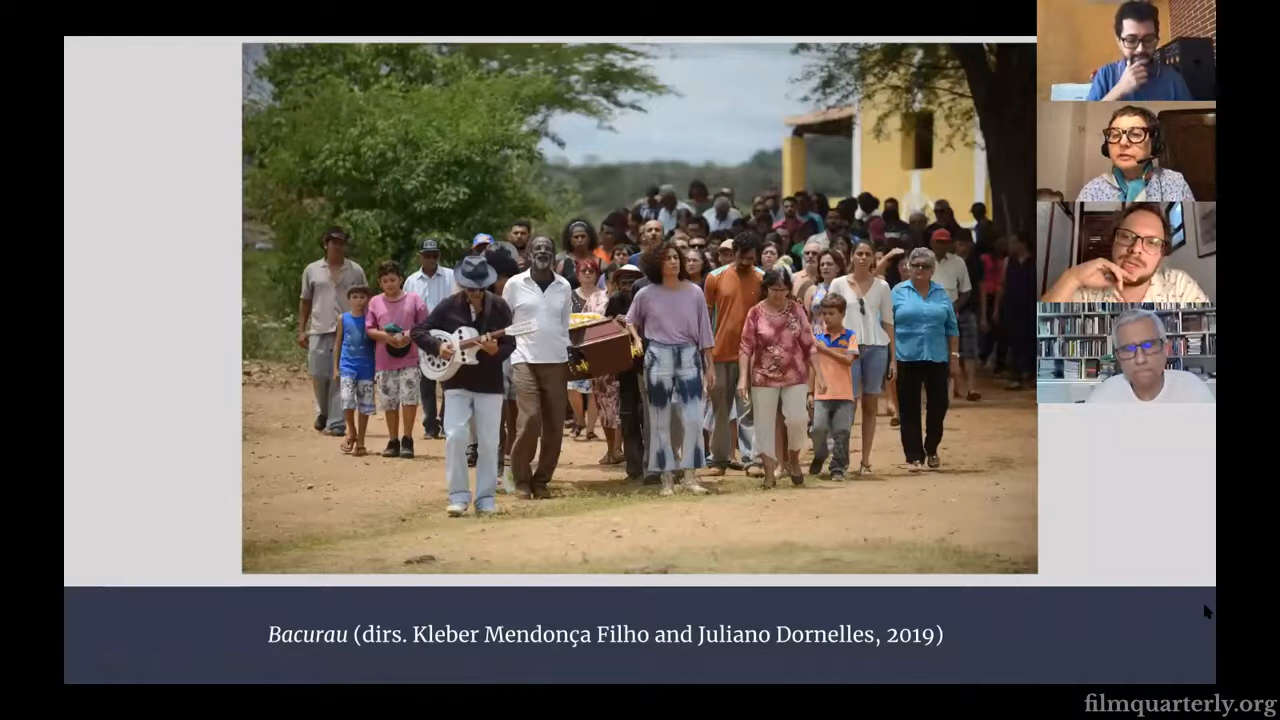 Bacurau (dirs. Kleber Mendonça Filho and Juliano Dornelles, 2019)
filmquarterly.org